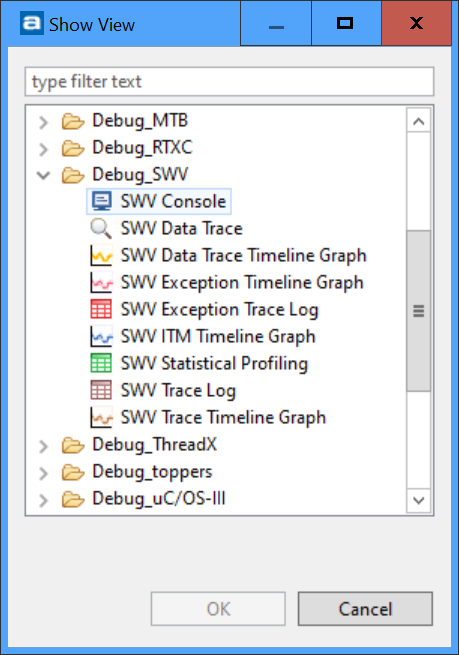 a Show View
type filter text
Debug_MTB
Debug_RTXC
Debug_SWV
SWV Console
SWV Data Trace
SWV Data Trace Timeline Graph
SWV Exception Timeline Graph
SWV Exception Trace Log
SWV ITM Timeline Graph
SWV Statistical Profiling
SWV Trace Log
SWV Trace Timeline Graph
Debug_ThreadX
Debug_toppers
Debug_uC/OS-III
OK Cancel